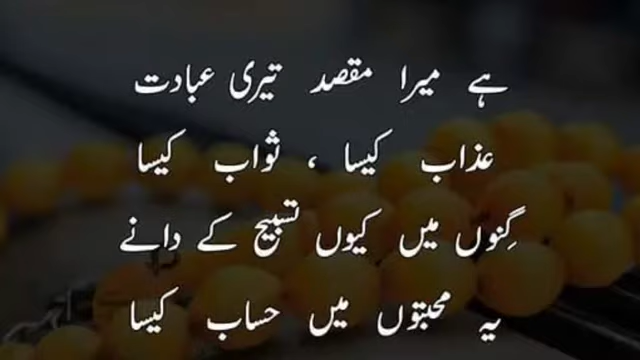 ہے میرا مقصد تیری عبادت
عذاب کیسا ، ثواب کیسا
گِنوں میں کیوں تسبیح کے دانے
یہ محبتوں میں حساب کیسا